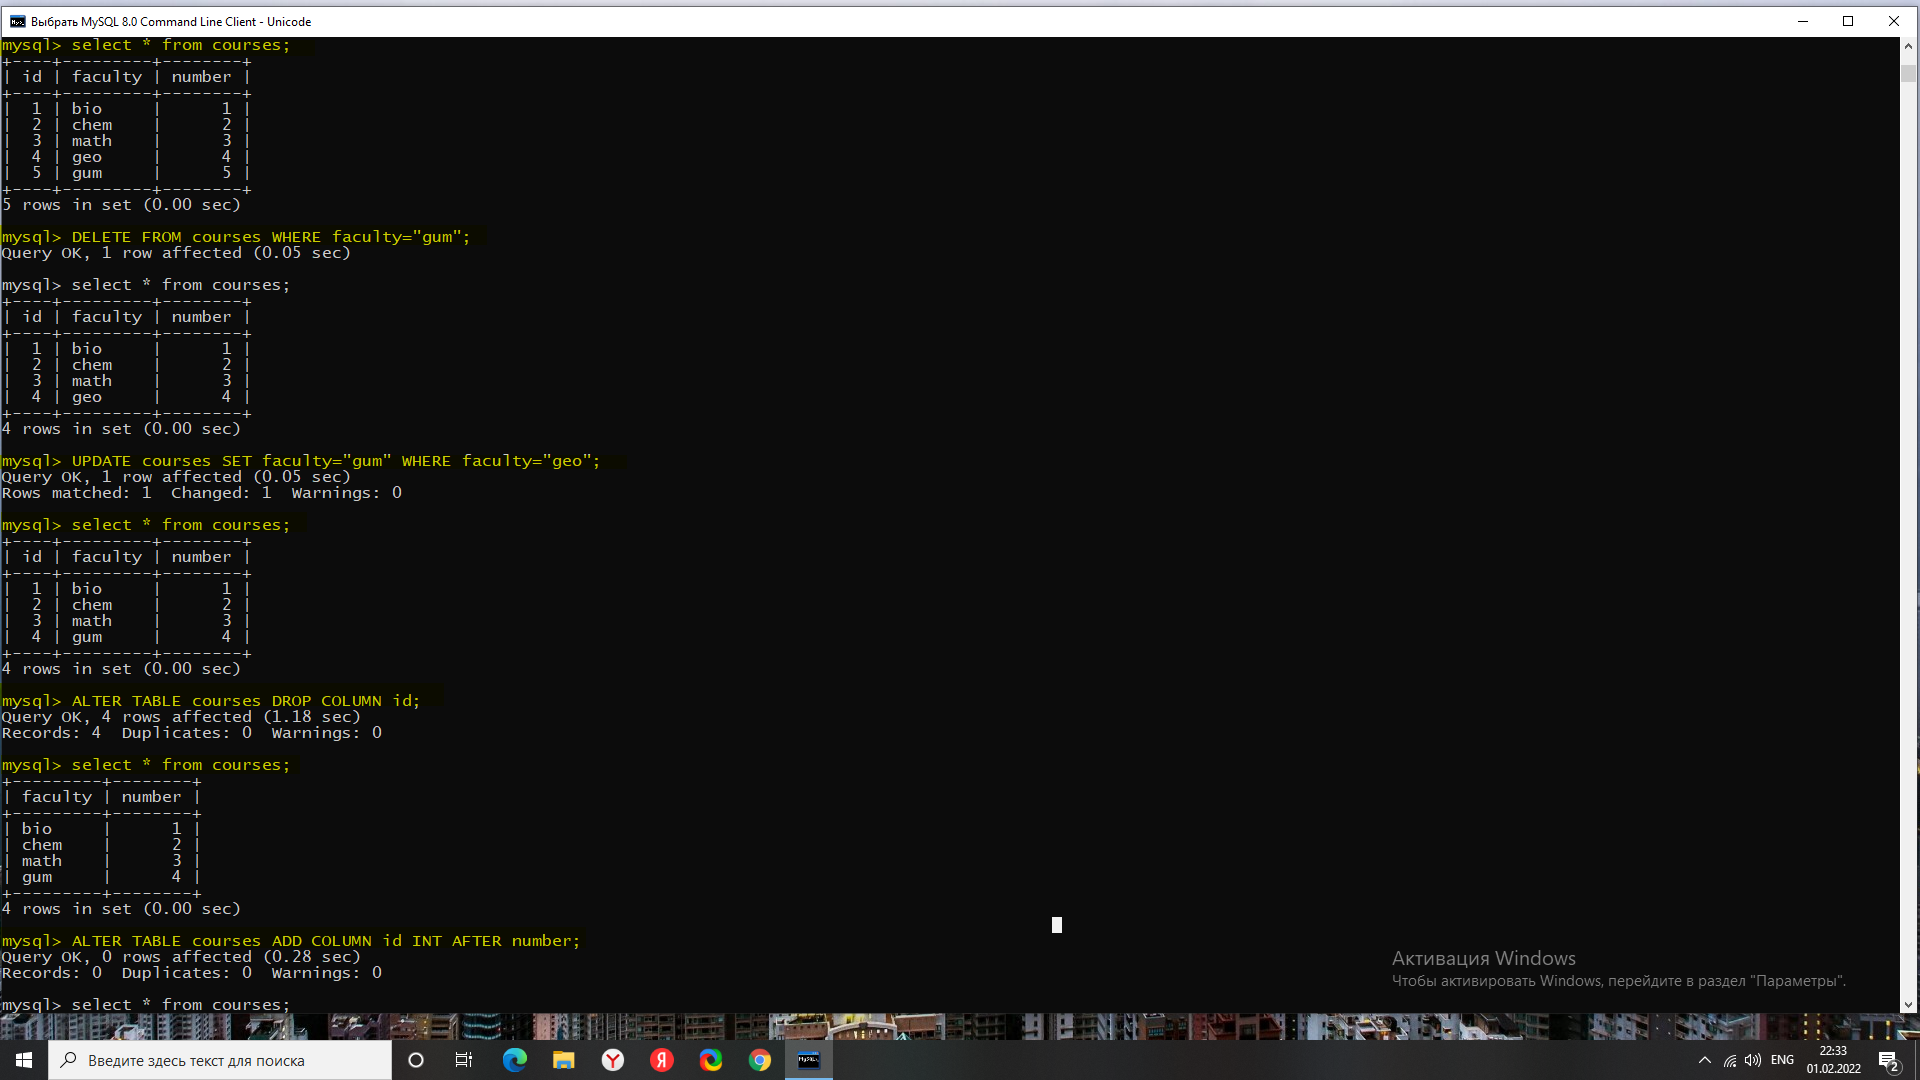 Выбрать MySQL 8.0 Command Line Client - Unicode
mysql> select * from courses;
+----+---------+--------+
| id | faculty | number |
+----+---------+--------+
|  1 | bio     |      1 |
|  2 | chem    |      2 |
|  3 | math    |      3 |
|  4 | geo     |      4 |
|  5 | gum     |      5 |
+----+---------+--------+
5 rows in set (0.00 sec)
mysql> DELETE FROM courses WHERE faculty="gum";
Query OK, 1 row affected (0.05 sec)
mysql> select * from courses;
+----+---------+--------+
| id | faculty | number |
+----+---------+--------+
|  1 | bio     |      1 |
|  2 | chem    |      2 |
|  3 | math    |      3 |
|  4 | geo     |      4 |
+----+---------+--------+
4 rows in set (0.00 sec)
mysql> UPDATE courses SET faculty="gum" WHERE faculty="geo";
Query OK, 1 row affected (0.05 sec)
Rows matched: 1  Changed: 1  Warnings: 0
mysql> select * from courses;
+----+---------+--------+
| id | faculty | number |
+----+---------+--------+
|  1 | bio     |      1 |
|  2 | chem    |      2 |
|  3 | math    |      3 |
|  4 | gum     |      4 |
+----+---------+--------+
4 rows in set (0.00 sec)
mysql> ALTER TABLE courses DROP COLUMN id;
Query OK, 4 rows affected (1.18 sec)
Records: 4  Duplicates: 0  Warnings: 0
mysql> select * from courses;
+---------+--------+
| faculty | number |
+---------+--------+
| bio     |      1 |
| chem    |      2 |
| math    |      3 |
| gum     |      4 |
+---------+--------+
4 rows in set (0.00 sec)
mysql> ALTER TABLE courses ADD COLUMN id INT AFTER number;
Query OK, 0 rows affected (0.28 sec)
Records: 0  Duplicates: 0  Warnings: 0
mysql> select * from courses;
Активация Windows
Чтобы активировать Windows, перейдите в раздел "Параметры".
Введите здесь текст для поиска
Y
Я
MySQL
ENG
22:33
01.02.2022
2